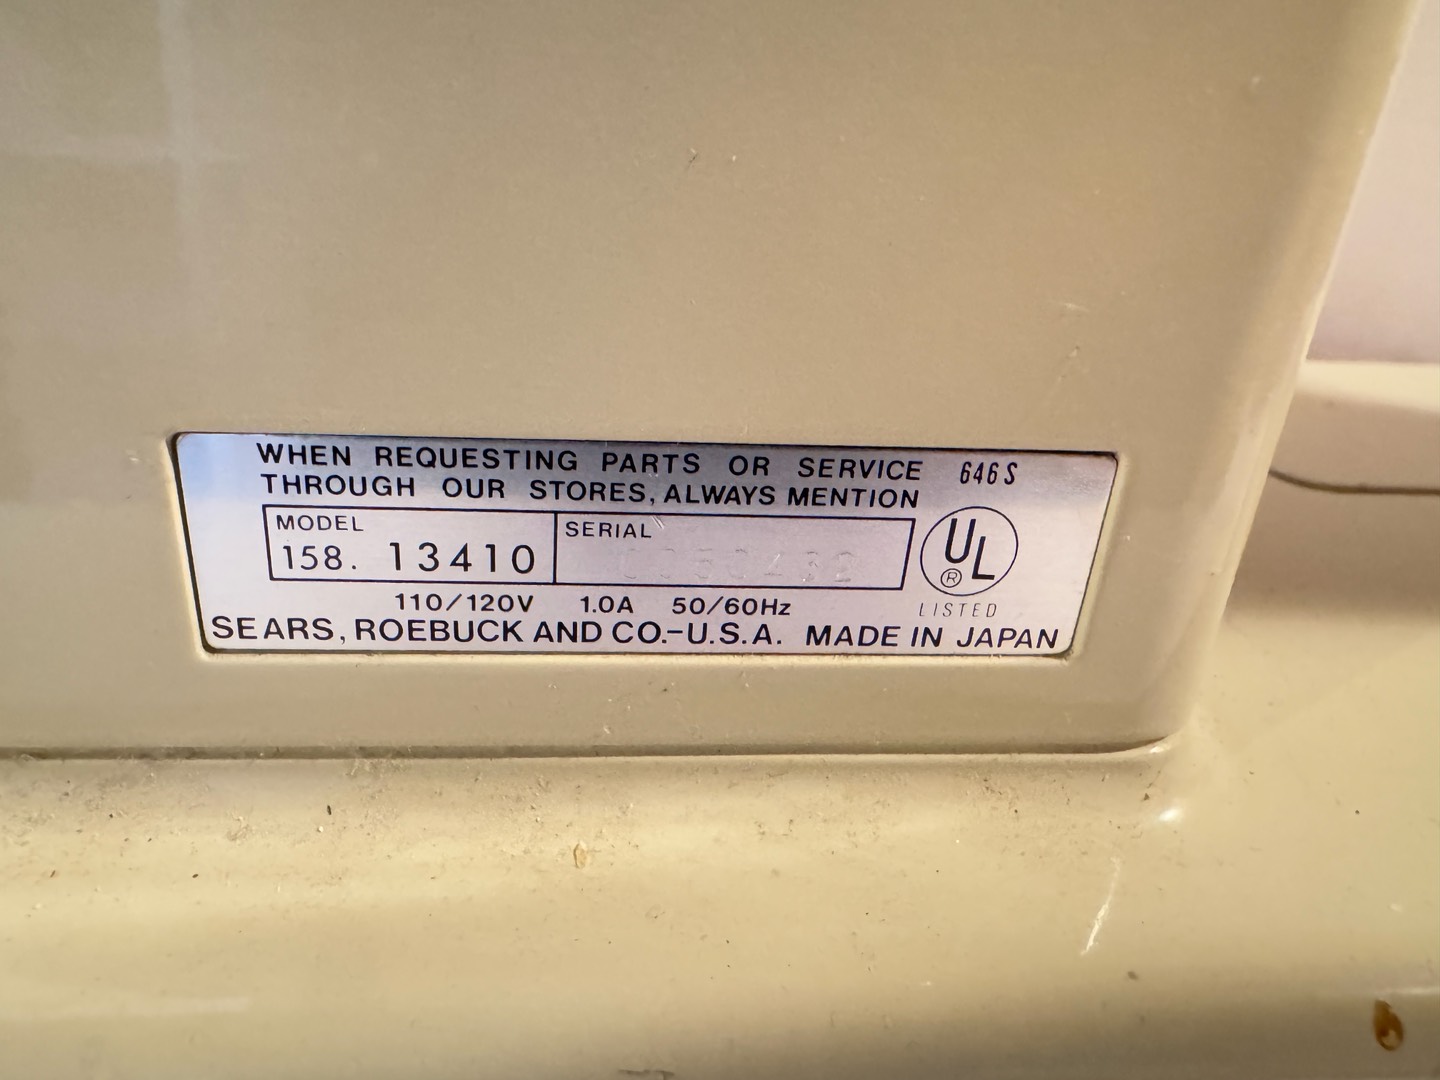 WHEN REQUESTING PARTS OR SERVICE 646 S
THROUGH OUR STORES, ALWAYS MENTION
MODEL SERIAL
158. 13410
UL
®
LISTED
110/120V 1.0A 50/60Hz
SEARS, ROEBUCK AND CO.-U.S.A. MADE IN JAPAN